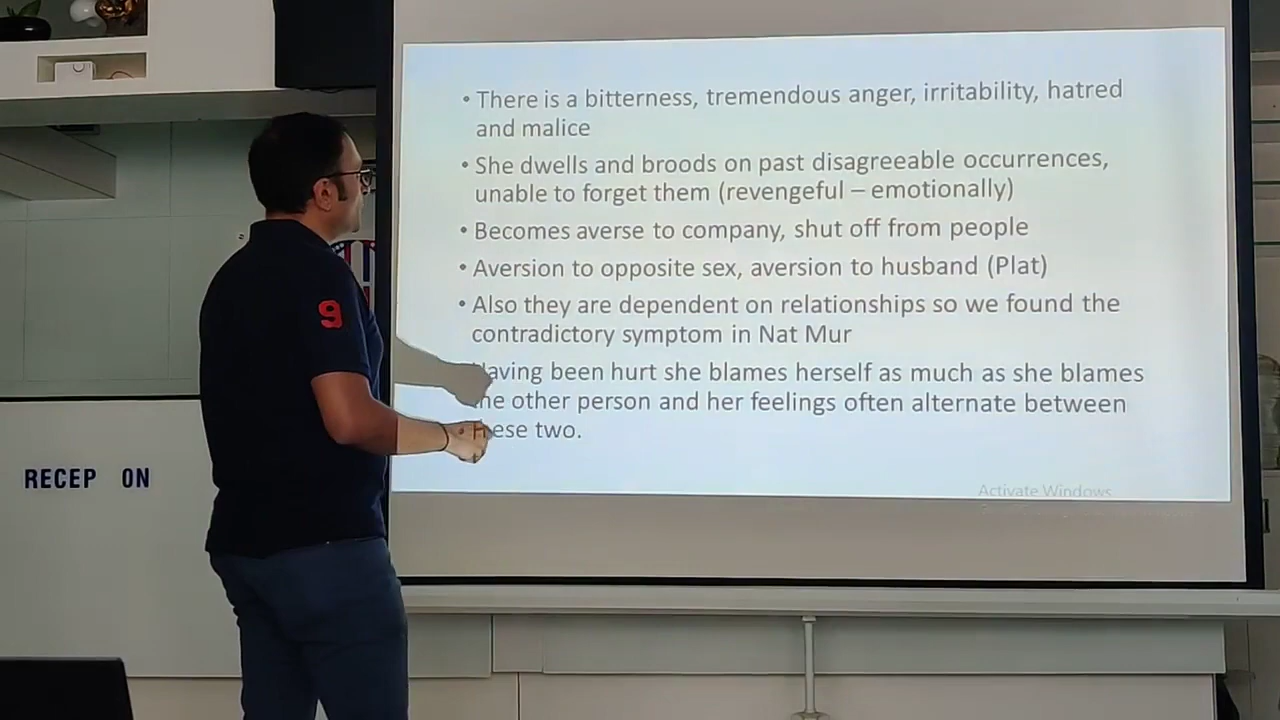 • There is a bitterness, tremendous anger, irritability, hatred
and malice
• She dwells and broods on past disagreeable occurrences,
unable to forget them (revengeful – emotionally)
• Becomes averse to company, shut off from people
• Aversion to opposite sex, aversion to husband (Plat)
• Also they are dependent on relationships so we found the
contradictory symptom in Nat Mur
aving been hurt she blames herself as much as she blames
he other person and her feelings often alternate between
hese two.
Activate Windows
9
RECEP ON